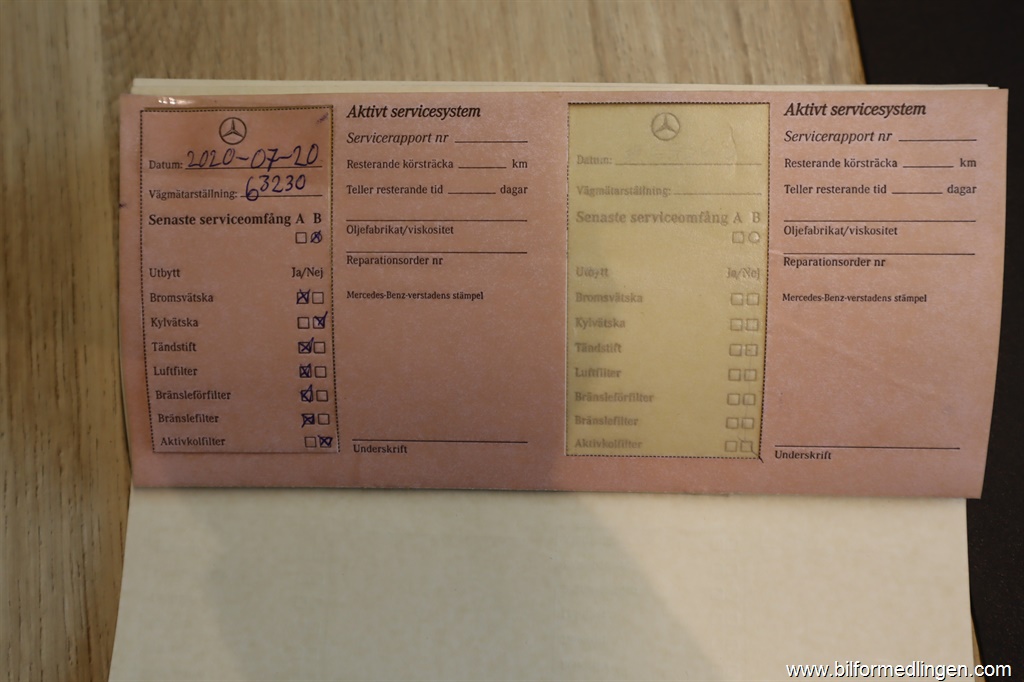 Datum: 2020-07-20
Vägmätarställning: 63230
Senaste serviceomfång A B
Utbytt Ja/Nej
Bromsvätska
Kylvätska
Tändstift
Luftfilter
Bränsleförfilter
Bränslefilter
Aktivkolfilter
Aktivt servicesystem
Servicerapport nr
Resterande körsträcka km
Teller resterande tid dagar
Oljefabrikat/viskositet
Reparationsorder nr
Mercedes-Benz-verstadens stämpel
Underskrift
Datum:
Vägmätarställning:
Senaste serviceomfång A B
Utbytt Ja/Nej
Bromsvätska
Kylvätska
Tändstift
Luftfilter
Bränsleförfilter
Bränslefilter
Aktivkolfilter
Aktivt servicesystem
Servicerapport nr
Resterande körsträcka km
Teller resterande tid dagar
Oljefabrikat/viskositet
Reparationsorder nr
Mercedes-Benz-verstadens stämpel
Underskrift
www.bilformedlingen.com